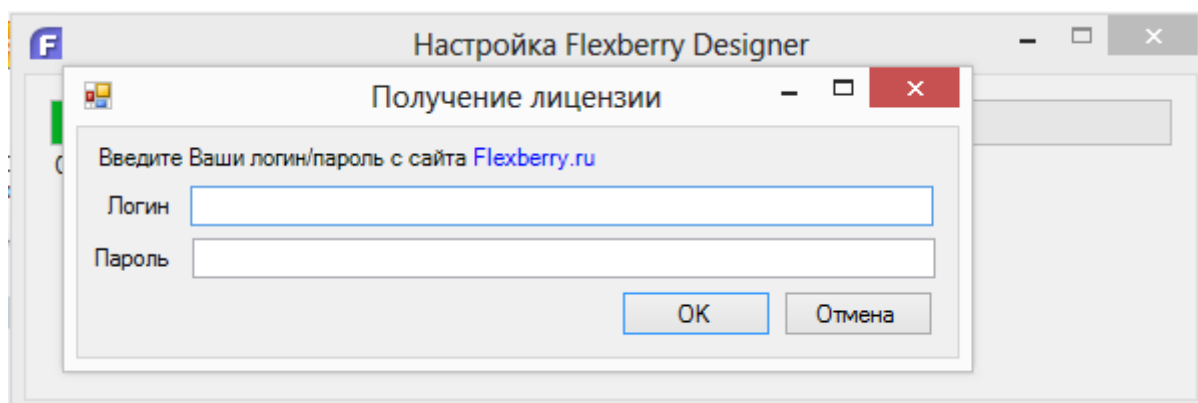 Настройка Flexberry Designer
Получение лицензии
Введите Ваши логин/пароль с сайта Flexberry.ru
Логин
Пароль
OK
Отмена